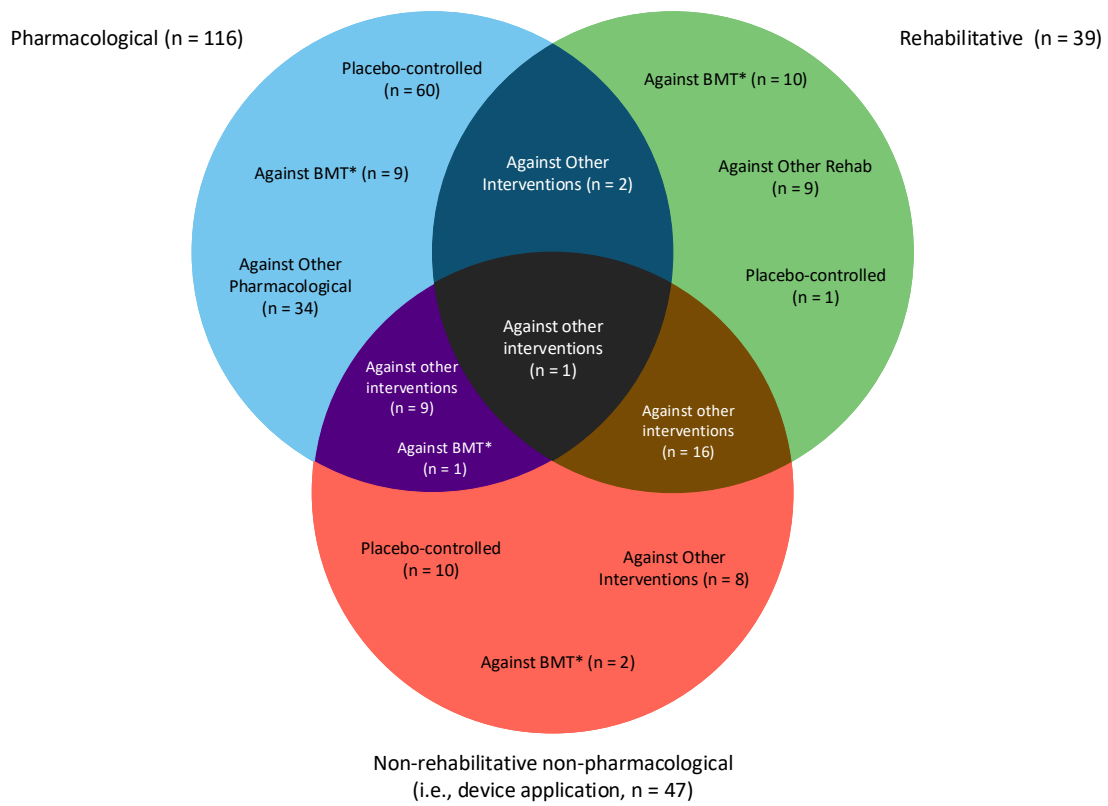 Pharmacological (n = 116)
Rehabilitative  (n = 39)
Placebo-controlled
(n = 60)
Against BMT* (n = 9)
Against Other
Pharmacological
(n = 34)
Against Other
Interventions (n = 2)
Against BMT* (n = 10)
Against Other Rehab
(n = 9)
Placebo-controlled
(n = 1)
Against other
interventions
(n = 1)
Against other
interventions
(n = 9)
Against BMT*
(n = 1)
Against other
interventions
(n = 16)
Placebo-controlled
(n = 10)
Against Other
Interventions (n = 8)
Against BMT* (n = 2)
Non-rehabilitative non-pharmacological
(i.e., device application, n = 47)